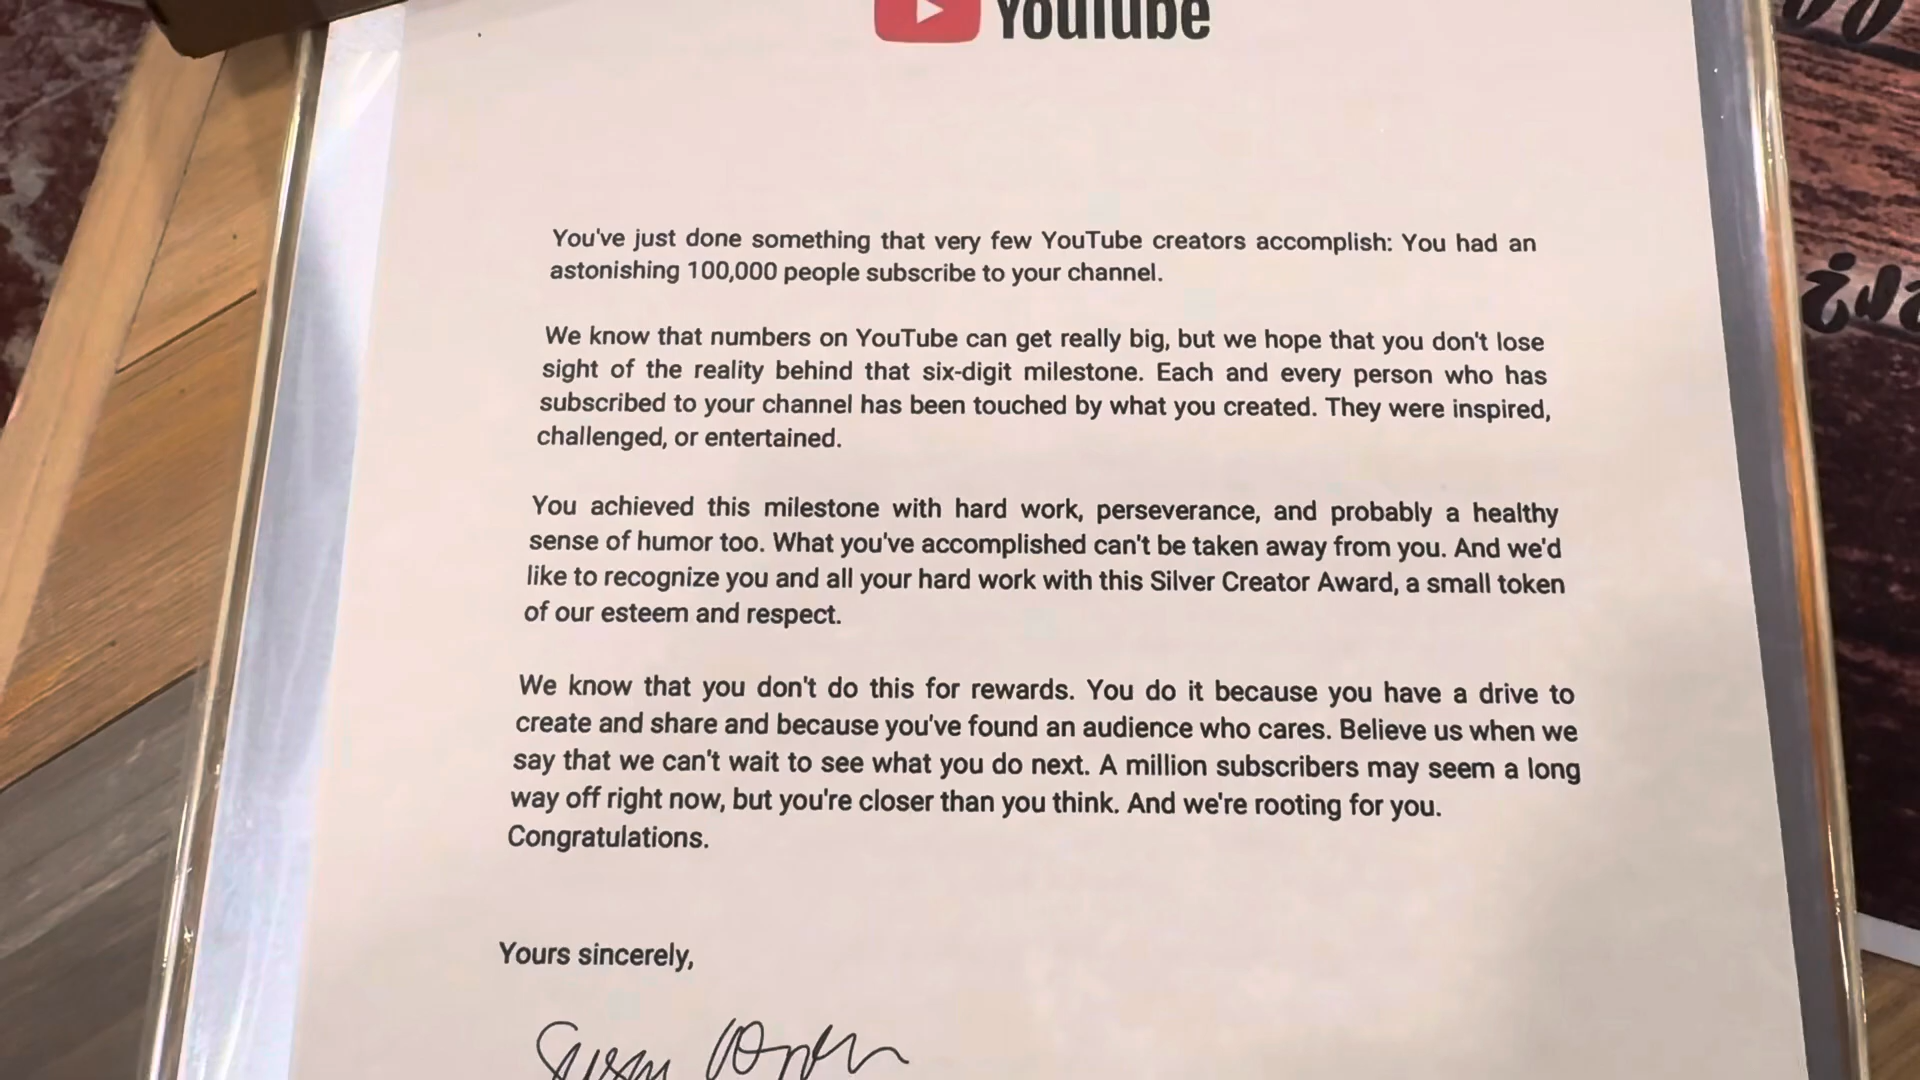 YouTube
You've just done something that very few YouTube creators accomplish: You had an
astonishing 100,000 people subscribe to your channel.
We know that numbers on YouTube can get really big, but we hope that you don't lose
sight of the reality behind that six-digit milestone. Each and every person who has
subscribed to your channel has been touched by what you created. They were inspired,
challenged, or entertained.
You achieved this milestone with hard work, perseverance, and probably a healthy
sense of humor too. What you've accomplished can't be taken away from you. And we'd
like to recognize you and all your hard work with this Silver Creator Award, a small token
of our esteem and respect.
We know that you don't do this for rewards. You do it because you have a drive to
create and share and because you've found an audience who cares. Believe us when we
say that we can't wait to see what you do next. A million subscribers may seem a long
way off right now, but you're closer than you think. And we're rooting for you.
Congratulations.
Yours sincerely,
Susan